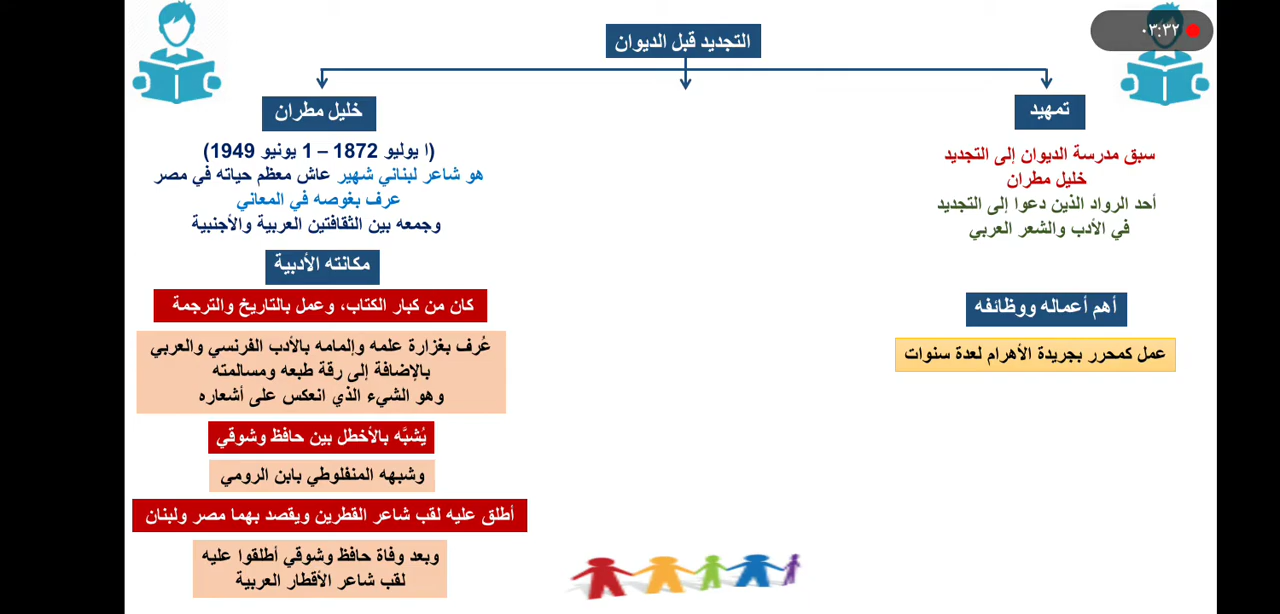 التجديد قبل الديوان
٠٣:٣٢
تمهيد
سبق مدرسة الديوان إلى التجديد
خليل مطران
أحد الرواد الذين دعوا إلى التجديد
في الأدب والشعر العربي
أهم أعماله ووظائفه
عمل كمحرر بجريدة الأهرام لعدة سنوات
خليل مطران
(ا يوليو 1872 – 1 يونيو 1949)
هو شاعر لبناني شهير عاش معظم حياته في مصر
عرف بغوصه في المعاني
وجمعه بين الثقافتين العربية والأجنبية
مكانته الأدبية
كان من كبار الكتاب، وعمل بالتاريخ والترجمة
عُرف بغزارة علمه وإلمامه بالأدب الفرنسي والعربي
بالإضافة إلى رقة طبعه ومسالمته
وهو الشيء الذي انعكس على أشعاره
يُشبَّه بالأخطل بين حافظ وشوقي
وشبهه المنفلوطي بابن الرومي
أطلق عليه لقب شاعر القطرين ويقصد بهما مصر ولبنان
وبعد وفاة حافظ وشوقي أطلقوا عليه
لقب شاعر الأقطار العربية